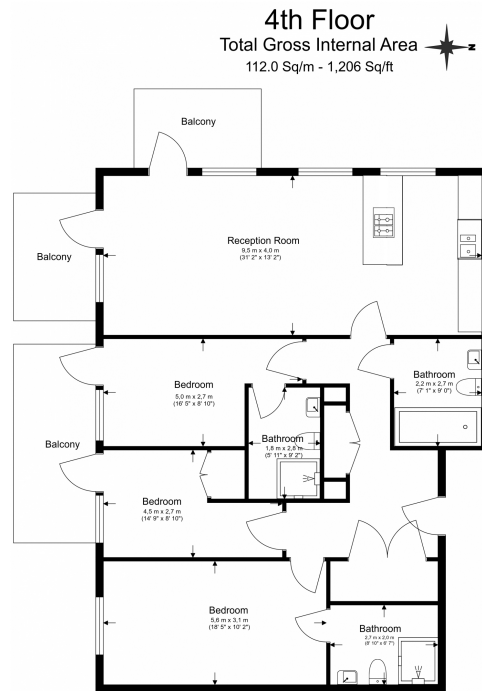 4th Floor
Total Gross Internal Area
112.0 Sq/m - 1,206 Sq/ft
N
Balcony
Balcony
Reception Room
9,5 m x 4,0 m
(31' 2" x 13' 2")
Bedroom
5,0 m x 2,7 m
(16' 5" x 8' 10")
Bathroom
2,2 m x 2,7 m
(7' 1" x 9' 0")
Balcony
Bathroom
1,8 m x 2,8 m
(5' 11" x 9' 2")
Bedroom
4,5 m x 2,7 m
(14' 9" x 8' 10")
Bedroom
5,6 m x 3,1 m
(18' 5" x 10' 2")
Bathroom
2,7 m x 2,0 m
(8' 10" x 6' 7")